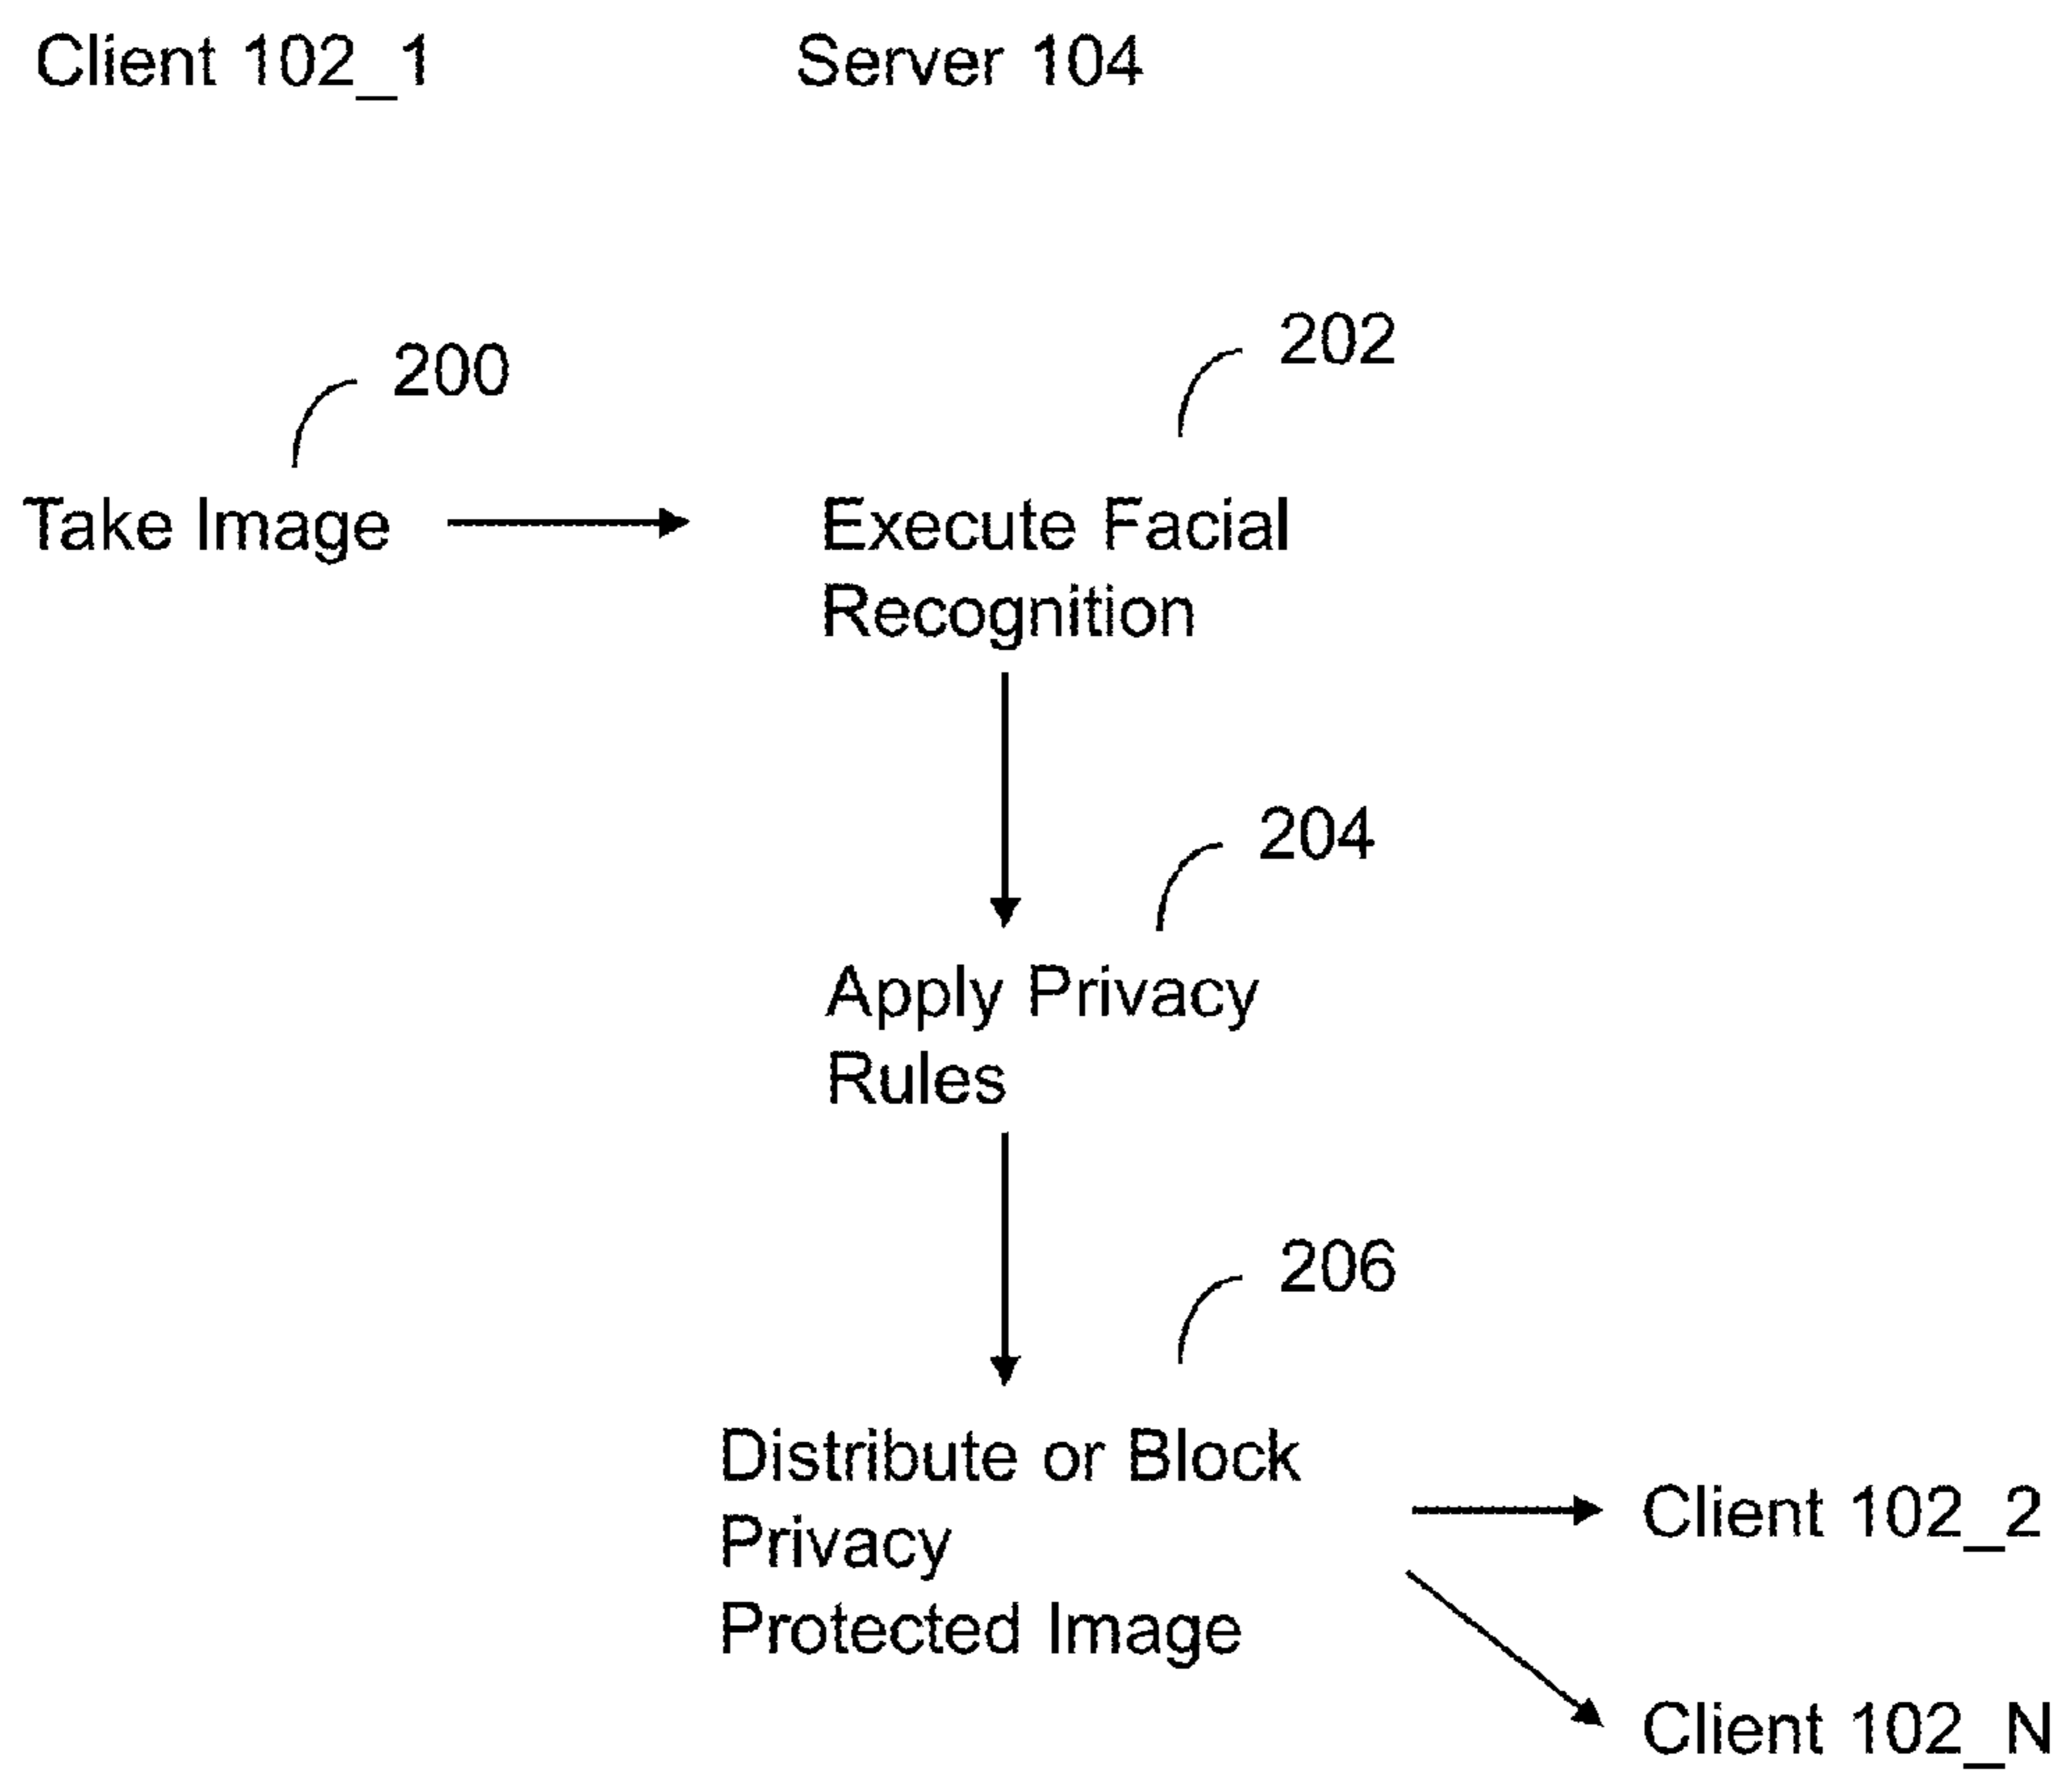 Client 102_1
Server 104
200
202
Take Image
Execute Facial
Recognition
204
Apply Privacy
Rules
206
Distribute or Block
Privacy
Protected Image
Client 102_2
Client 102_N